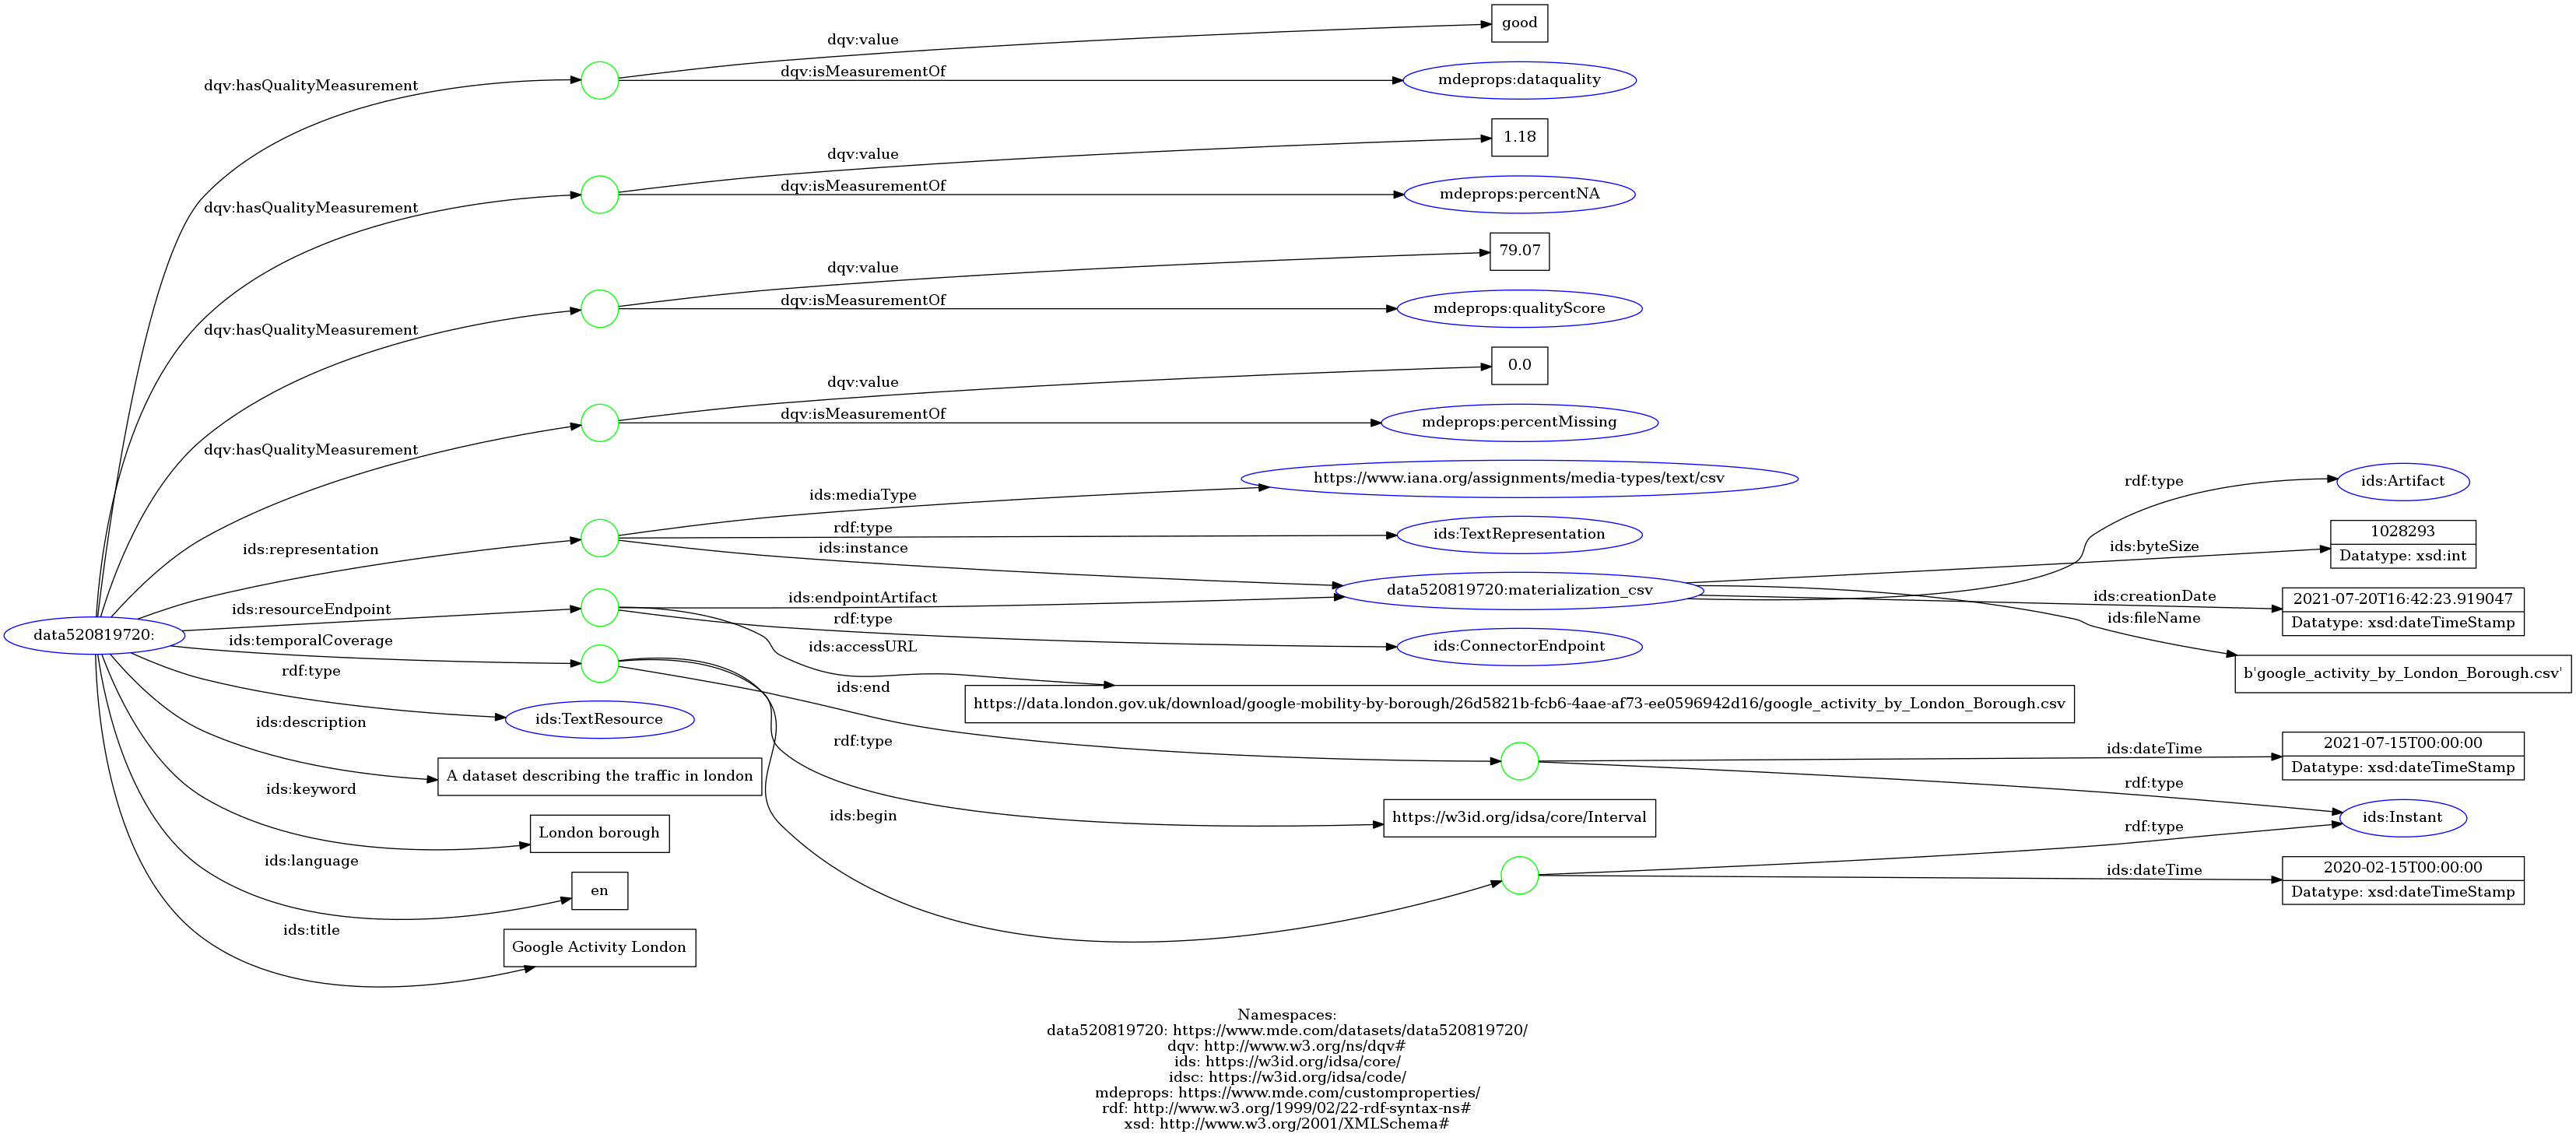 good
dqv:value
dqv:hasQualityMeasurement
dqv:isMeasurementOf
mdeprops:dataquality
1.18
dqv:value
dqv:hasQualityMeasurement
dqv:isMeasurementOf
mdeprops:percentNA
79.07
dqv:value
dqv:hasQualityMeasurement
dqv:isMeasurementOf
mdeprops:qualityScore
0.0
dqv:value
dqv:hasQualityMeasurement
dqv:isMeasurementOf
mdeprops:percentMissing
https://www.iana.org/assignments/media-types/text/csv
ids:mediaType
ids:representation
rdf:type
ids:TextRepresentation
ids:instance
rdf:type
ids:Artifact
ids:byteSize
1028293
Datatype: xsd:int
data520819720:materialization_csv
ids:endpointArtifact
ids:creationDate
2021-07-20T16:42:23.919047
Datatype: xsd:dateTimeStamp
ids:resourceEndpoint
rdf:type
ids:fileName
data520819720:
ids:temporalCoverage
ids:accessURL
ids:ConnectorEndpoint
b'google_activity_by_London_Borough.csv'
rdf:type
ids:end
https://data.london.gov.uk/download/google-mobility-by-borough/26d5821b-fcb6-4aae-af73-ee0596942d16/google_activity_by_London_Borough.csv
ids:TextResource
ids:description
rdf:type
ids:dateTime
2021-07-15T00:00:00
Datatype: xsd:dateTimeStamp
A dataset describing the traffic in london
ids:keyword
rdf:type
ids:begin
https://w3id.org/idsa/core/Interval
ids:Instant
London borough
rdf:type
ids:language
ids:dateTime
2020-02-15T00:00:00
Datatype: xsd:dateTimeStamp
en
ids:title
Google Activity London
Namespaces:
data520819720: https://www.mde.com/datasets/data520819720/
dqv: http://www.w3.org/ns/dqv#
ids: https://w3id.org/idsa/core/
idsc: https://w3id.org/idsa/code/
mdeprops: https://www.mde.com/customproperties/
rdf: http://www.w3.org/1999/02/22-rdf-syntax-ns#
xsd: http://www.w3.org/2001/XMLSchema#